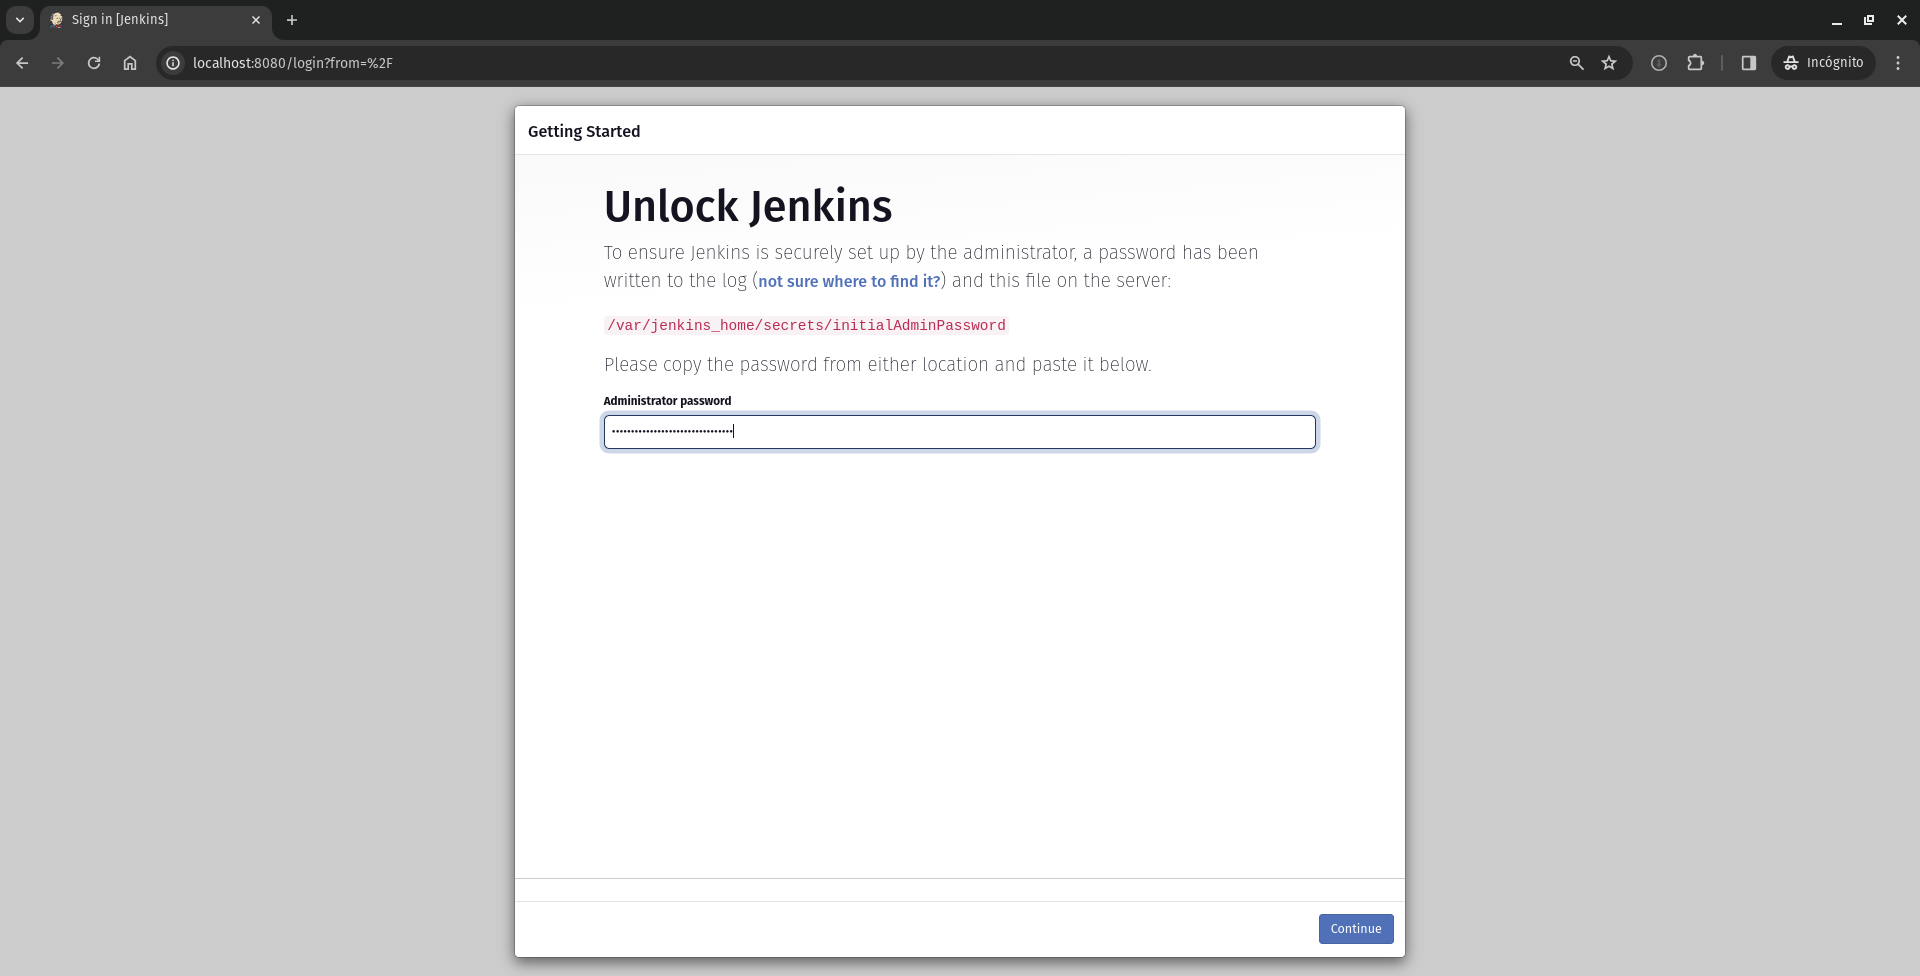 Sign in [Jenkins]
localhost:8080/login?from=%2F
Incógnito
Getting Started
Unlock Jenkins
To ensure Jenkins is securely set up by the administrator, a password has been
written to the log (not sure where to find it?) and this file on the server:
/var/jenkins_home/secrets/initialAdminPassword
Please copy the password from either location and paste it below.
Administrator password
Continue